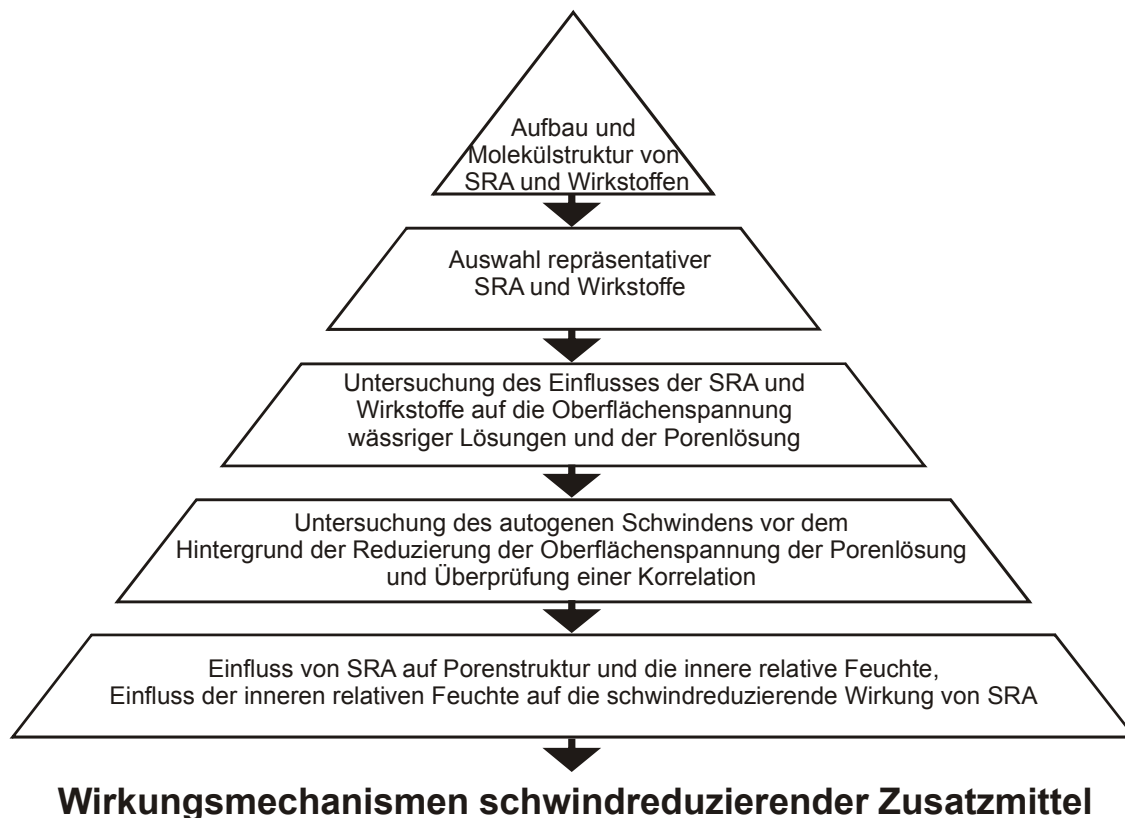 Aufbau und
Molekülstruktur von
SRA und Wirkstoffen
Auswahl repräsentativer
SRA und Wirkstoffe
Untersuchung des Einflusses der SRA und
Wirkstoffe auf die Oberflächenspannung
wässriger Lösungen und der Porenlösung
Untersuchung des autogenen Schwindens vor dem
Hintergrund der Reduzierung der Oberflächenspannung der Porenlösung
und Überprüfung einer Korrelation
Einfluss von SRA auf Porenstruktur und die innere relative Feuchte,
Einfluss der inneren relativen Feuchte auf die schwindreduzierende Wirkung von SRA
Wirkungsmechanismen schwindreduzierender Zusatzmittel